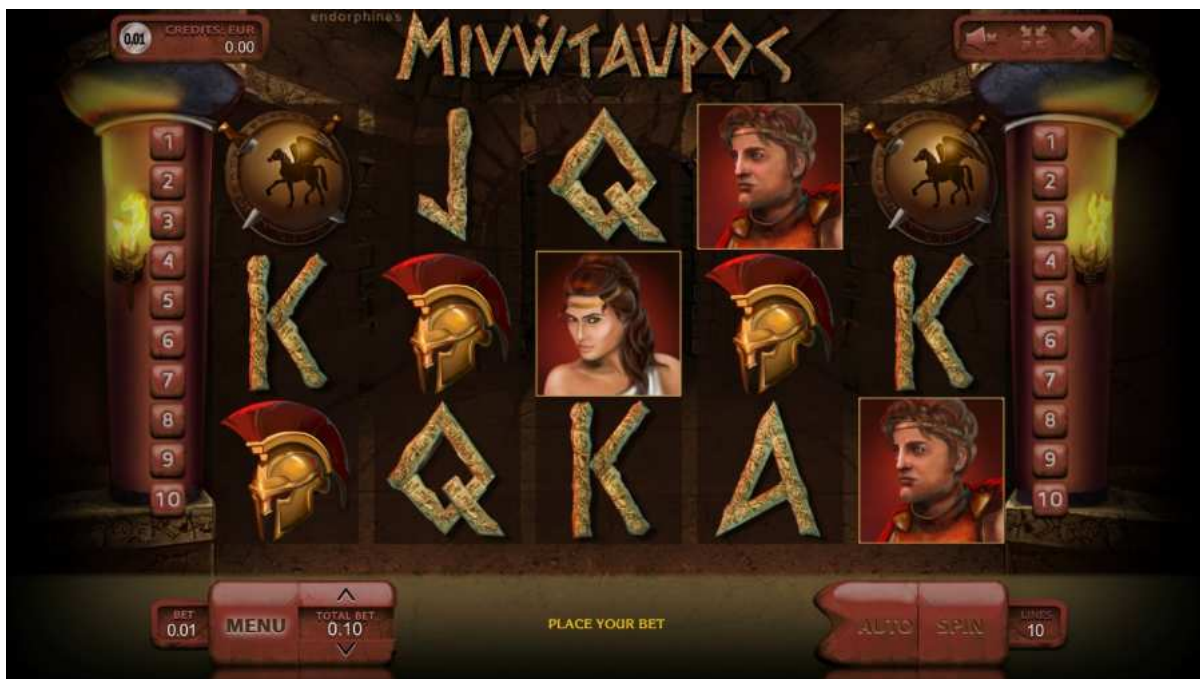 0.01
CREDITS: EUR
0.00
endorphina's
Μινώταυρος
1
2
3
4
5
6
7
8
9
10
J Q
K K
Q K A
1
2
3
4
5
6
7
8
9
10
BET
0.01
MENU
TOTAL BET
0.10
PLACE YOUR BET
AUTO
SPIN
LINES
10